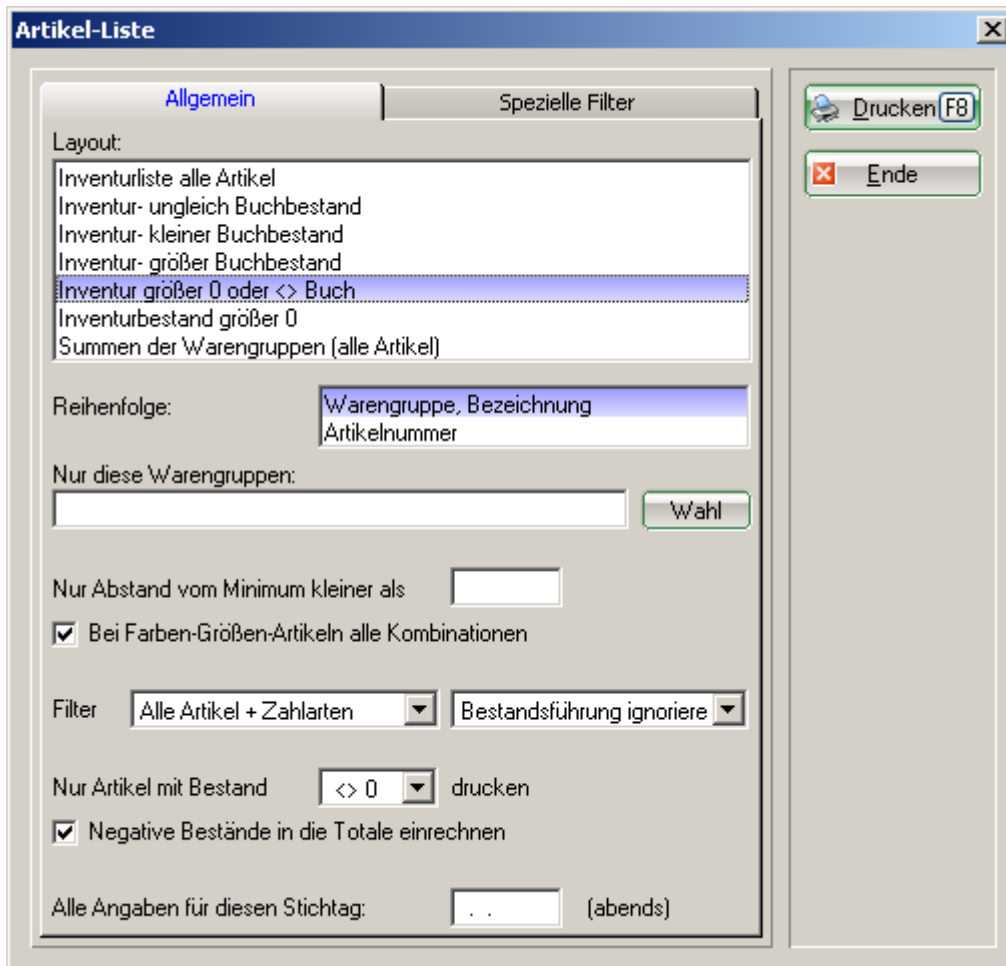 Artikel-Liste
Allgemein
Spezielle Filter
Drucken F8
Ende
Layout:
Inventurliste alle Artikel
Inventur- ungleich Buchbestand
Inventur- kleiner Buchbestand
Inventur- größer Buchbestand
Inventur größer 0 oder <> Buch
Inventurbestand größer 0
Summen der Warengruppen (alle Artikel)
Reihenfolge:
Warengruppe, Bezeichnung
Artikelnummer
Nur diese Warengruppen:
Wahl
Nur Abstand vom Minimum kleiner als
Bei Farben-Größen-Artikeln alle Kombinationen
Filter Alle Artikel + Zahlarten Bestandsführung ignoriere
Nur Artikel mit Bestand <> 0 drucken
Negative Bestände in die Totale einrechnen
Alle Angaben für diesen Stichtag: . . (abends)